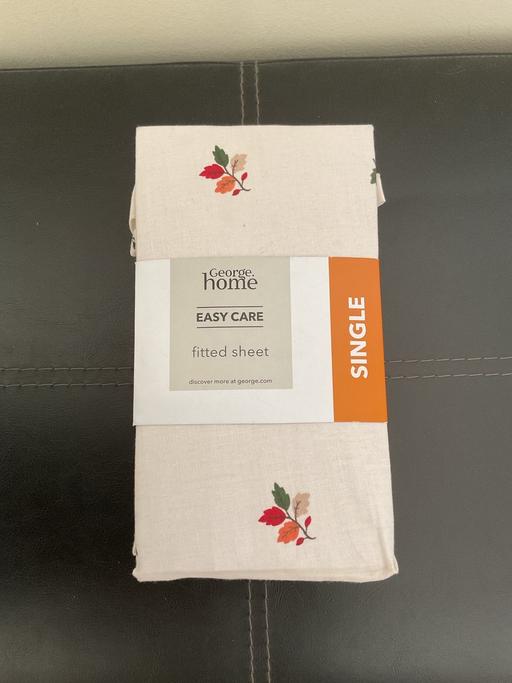 George.
home
EASY CARE
fitted sheet
discover more at george.com
SINGLE